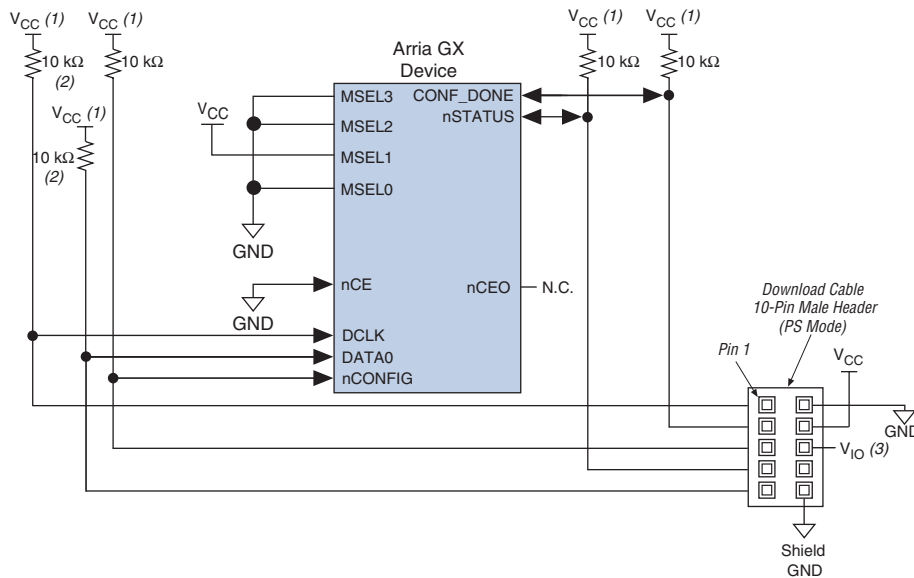 VCC (1)
VCC (1)
VCC (1)
VCC (1)
10 kΩ
(2)
10 kΩ
10 kΩ
10 kΩ
VCC (1)
10 kΩ
(2)
Arria GX
Device
VCC
MSEL3
MSEL2
MSEL1
MSEL0
CONF_DONE
nSTATUS
GND
nCE
GND
nCEO
N.C.
DCLK
DATA0
nCONFIG
Download Cable
10-Pin Male Header
(PS Mode)
Pin 1
VCC
GND
VIO (3)
Shield
GND